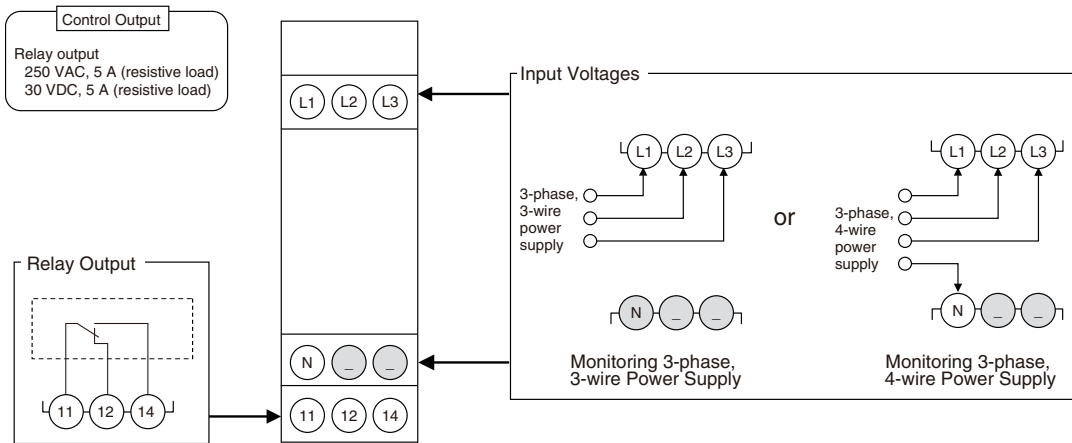 Control Output
Relay output
250 VAC, 5 A (resistive load)
30 VDC, 5 A (resistive load)
L1 L2 L3
Input Voltages
L1 L2 L3
3-phase,
3-wire
power
supply
or
L1 L2 L3
3-phase,
4-wire
power
supply
N _ _
Monitoring 3-phase,
3-wire Power Supply
N _ _
Monitoring 3-phase,
4-wire Power Supply
Relay Output
11 12 14
N _ _
11 12 14